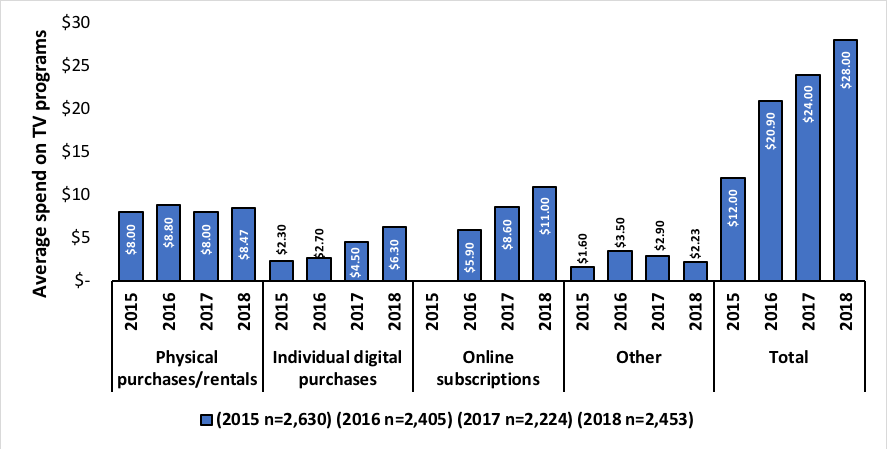 Average spend on TV programs
$30
$25
$20
$15
$10
$5
$-
$8.00
$8.80
$8.00
$8.47
$2.30
$2.70
$4.50
$6.30
$5.90
$8.60
$11.00
$1.60
$3.50
$2.90
$2.23
$12.00
$20.90
$24.00
$28.00
2015 2016 2017 2018 2015 2016 2017 2018 2015 2016 2017 2018 2015 2016 2017 2018 2015 2016 2017 2018
Physical
purchases/rentals
Individual digital
purchases
Online
subscriptions
Other
Total
(2015 n=2,630) (2016 n=2,405) (2017 n=2,224) (2018 n=2,453)